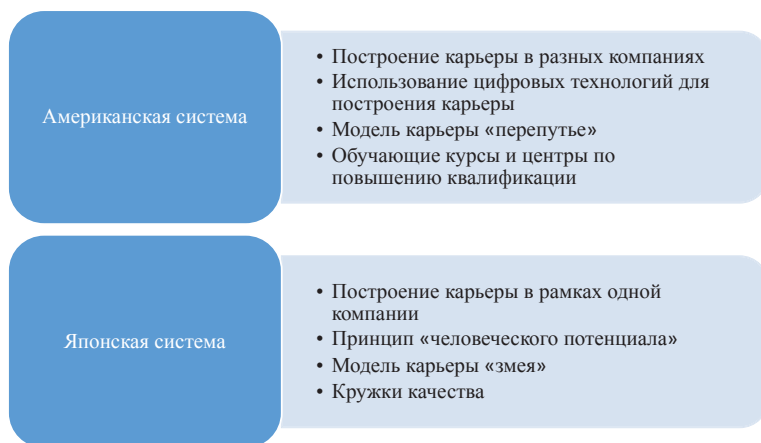 Американская система
• Построение карьеры в разных компаниях
• Использование цифровых технологий для
построения карьеры
• Модель карьеры «перепутье»
• Обучающие курсы и центры по
повышению квалификации
Японская система
• Построение карьеры в рамках одной
компании
• Принцип «человеческого потенциала»
• Модель карьеры «змея»
• Кружки качества